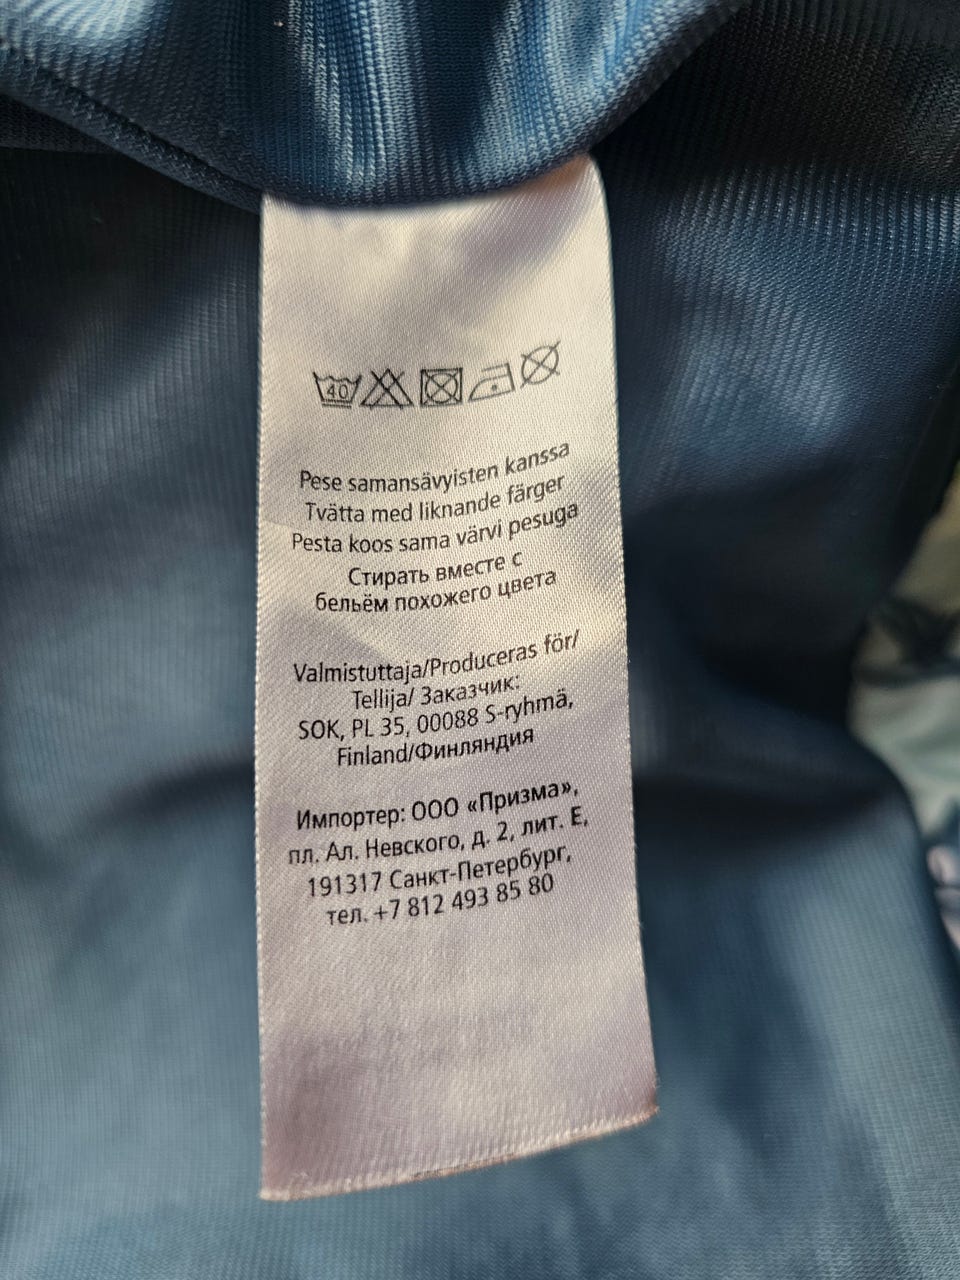 40
Pese samansävyisten kanssa
Tvätta med liknande färger
Pesta koos sama värvi pesuga
Стирать вместе с
бельём похожего цвета
Valmistuttaja/Produceras för/
Tellija/ Заказчик:
SOK, PL 35, 00088 S-ryhmä,
Finland/Финляндия
Импортер: ООО «Призма»,
пл. Ал. Невского, д. 2, лит. Е,
191317 Санкт-Петербург,
тел. +7 812 493 85 80